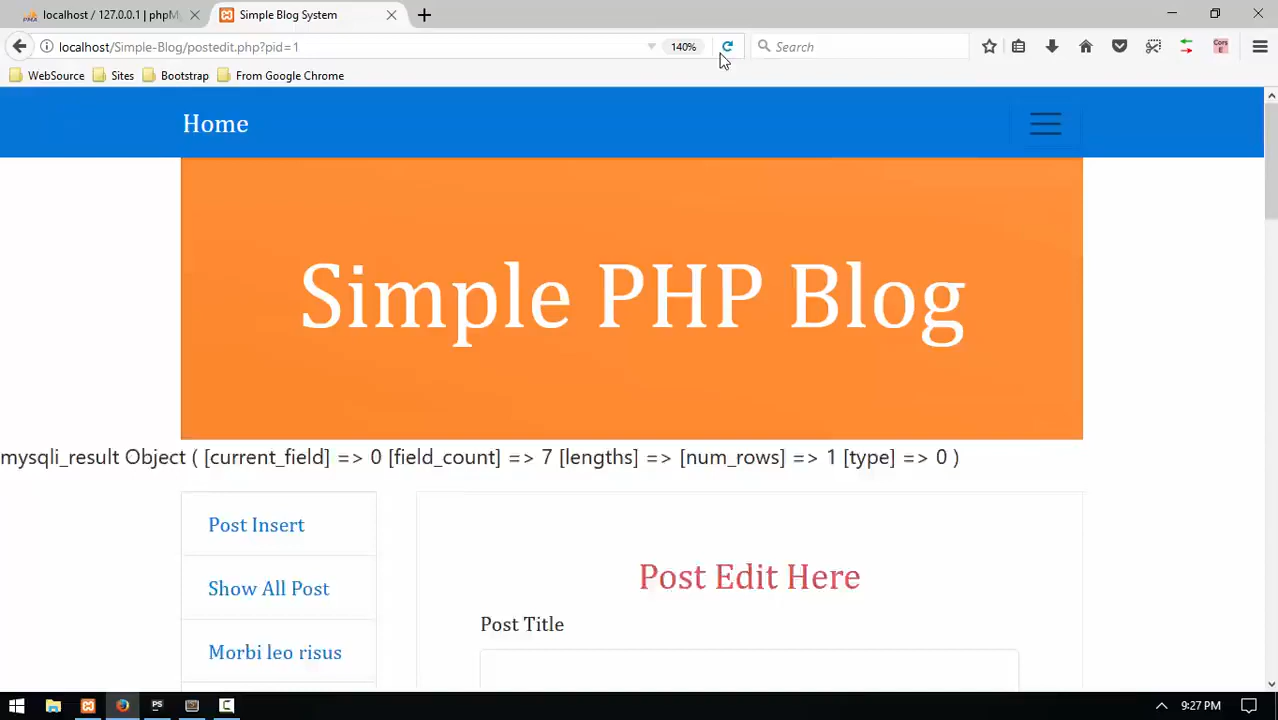 localhost / 127.0.0.1 | phpM
Simple Blog System
localhost/Simple-Blog/postedit.php?pid=1
140%
Search
WebSource
Sites
Bootstrap
From Google Chrome
Home
Simple PHP Blog
mysqli_result Object ( [current_field] => 0 [field_count] => 7 [lengths] => [num_rows] => 1 [type] => 0 )
Post Insert
Show All Post
Morbi leo risus
Post Edit Here
Post Title
9:27 PM